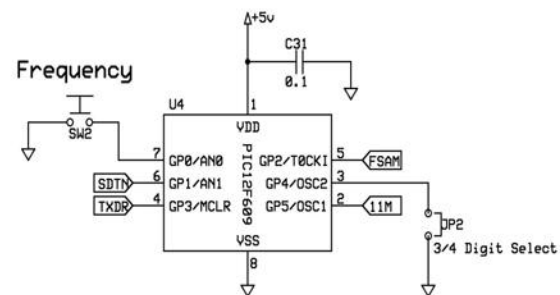 +5v
C31
0.1
Frequency
SW2
U4
1
VDD
7 GP0/AN0 GP2/T0CKI 5 FSAM
SDTN 6 GP1/AN1 GP4/OSC2 3
TXDR 4 GP3/MCLR GP5/OSC1 2 11M
PIC12F609
VSS
8
JP2
3/4 Digit Select